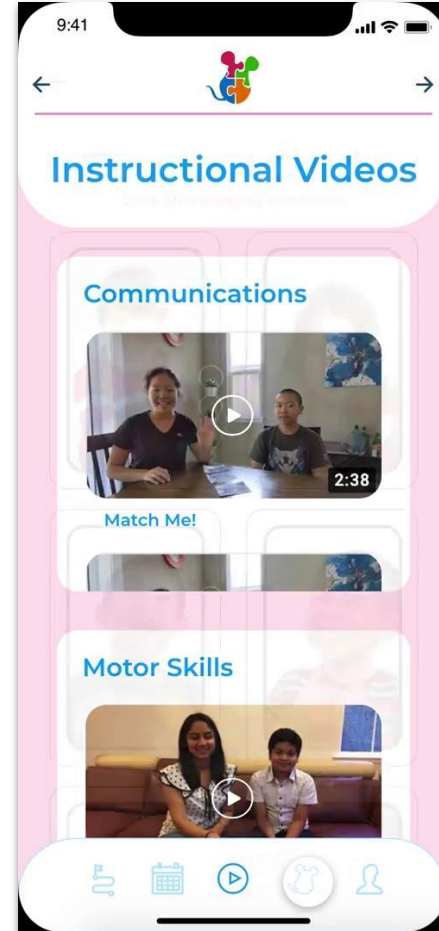 9:41
Instructional Videos
Communications
2:38
Match Me!
Motor Skills